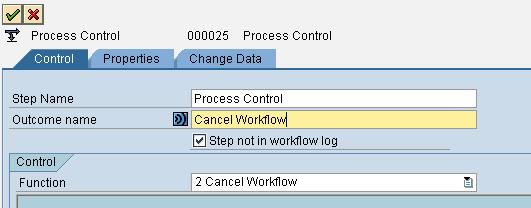 Process Control 000025 Process Control
Control Properties Change Data
Step Name Process Control
Outcome name Cancel Workflow
Step not in workflow log
Control
Function 2 Cancel Workflow